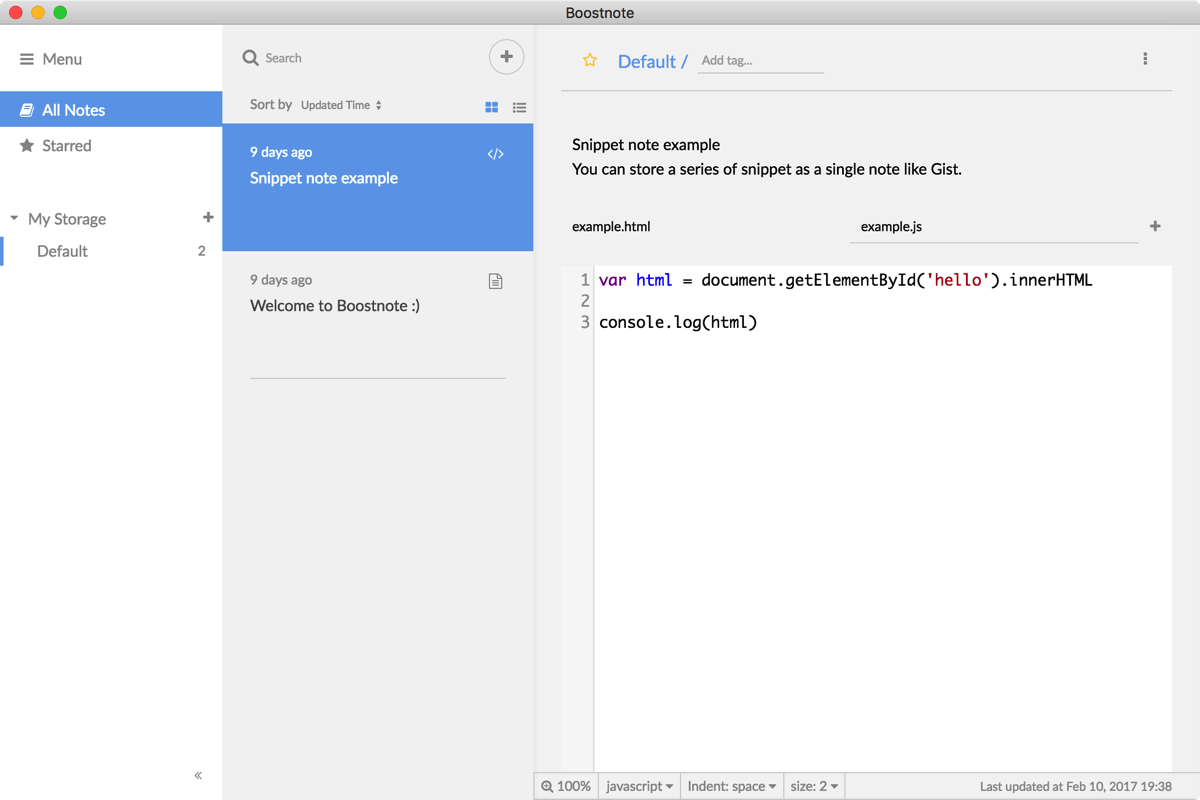 Boostnote
Menu
All Notes
Starred
My Storage
Default 2
Search
Sort by Updated Time
9 days ago
Snippet note example
9 days ago
Welcome to Boostnote :)
Default / Add tag...
Snippet note example
You can store a series of snippet as a single note like Gist.
example.html example.js
1 var html = document.getElementById('hello').innerHTML
2
3 console.log(html)
100% javascript Indent: space size: 2 Last updated at Feb 10, 2017 19:38